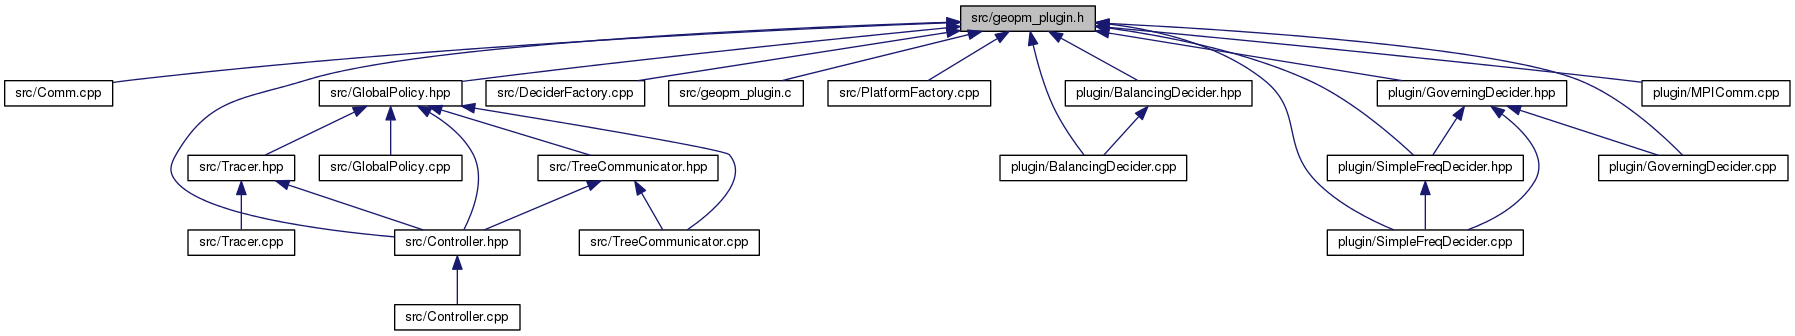 src/geopm_plugin.h
src/Comm.cpp
src/GlobalPolicy.hpp
src/DeciderFactory.cpp
src/geopm_plugin.c
src/PlatformFactory.cpp
plugin/BalancingDecider.hpp
plugin/GoverningDecider.hpp
plugin/MPIComm.cpp
src/Tracer.hpp
src/GlobalPolicy.cpp
src/TreeCommunicator.hpp
plugin/BalancingDecider.cpp
plugin/SimpleFreqDecider.hpp
plugin/GoverningDecider.cpp
src/Tracer.cpp
src/Controller.hpp
src/TreeCommunicator.cpp
plugin/SimpleFreqDecider.cpp
src/Controller.cpp